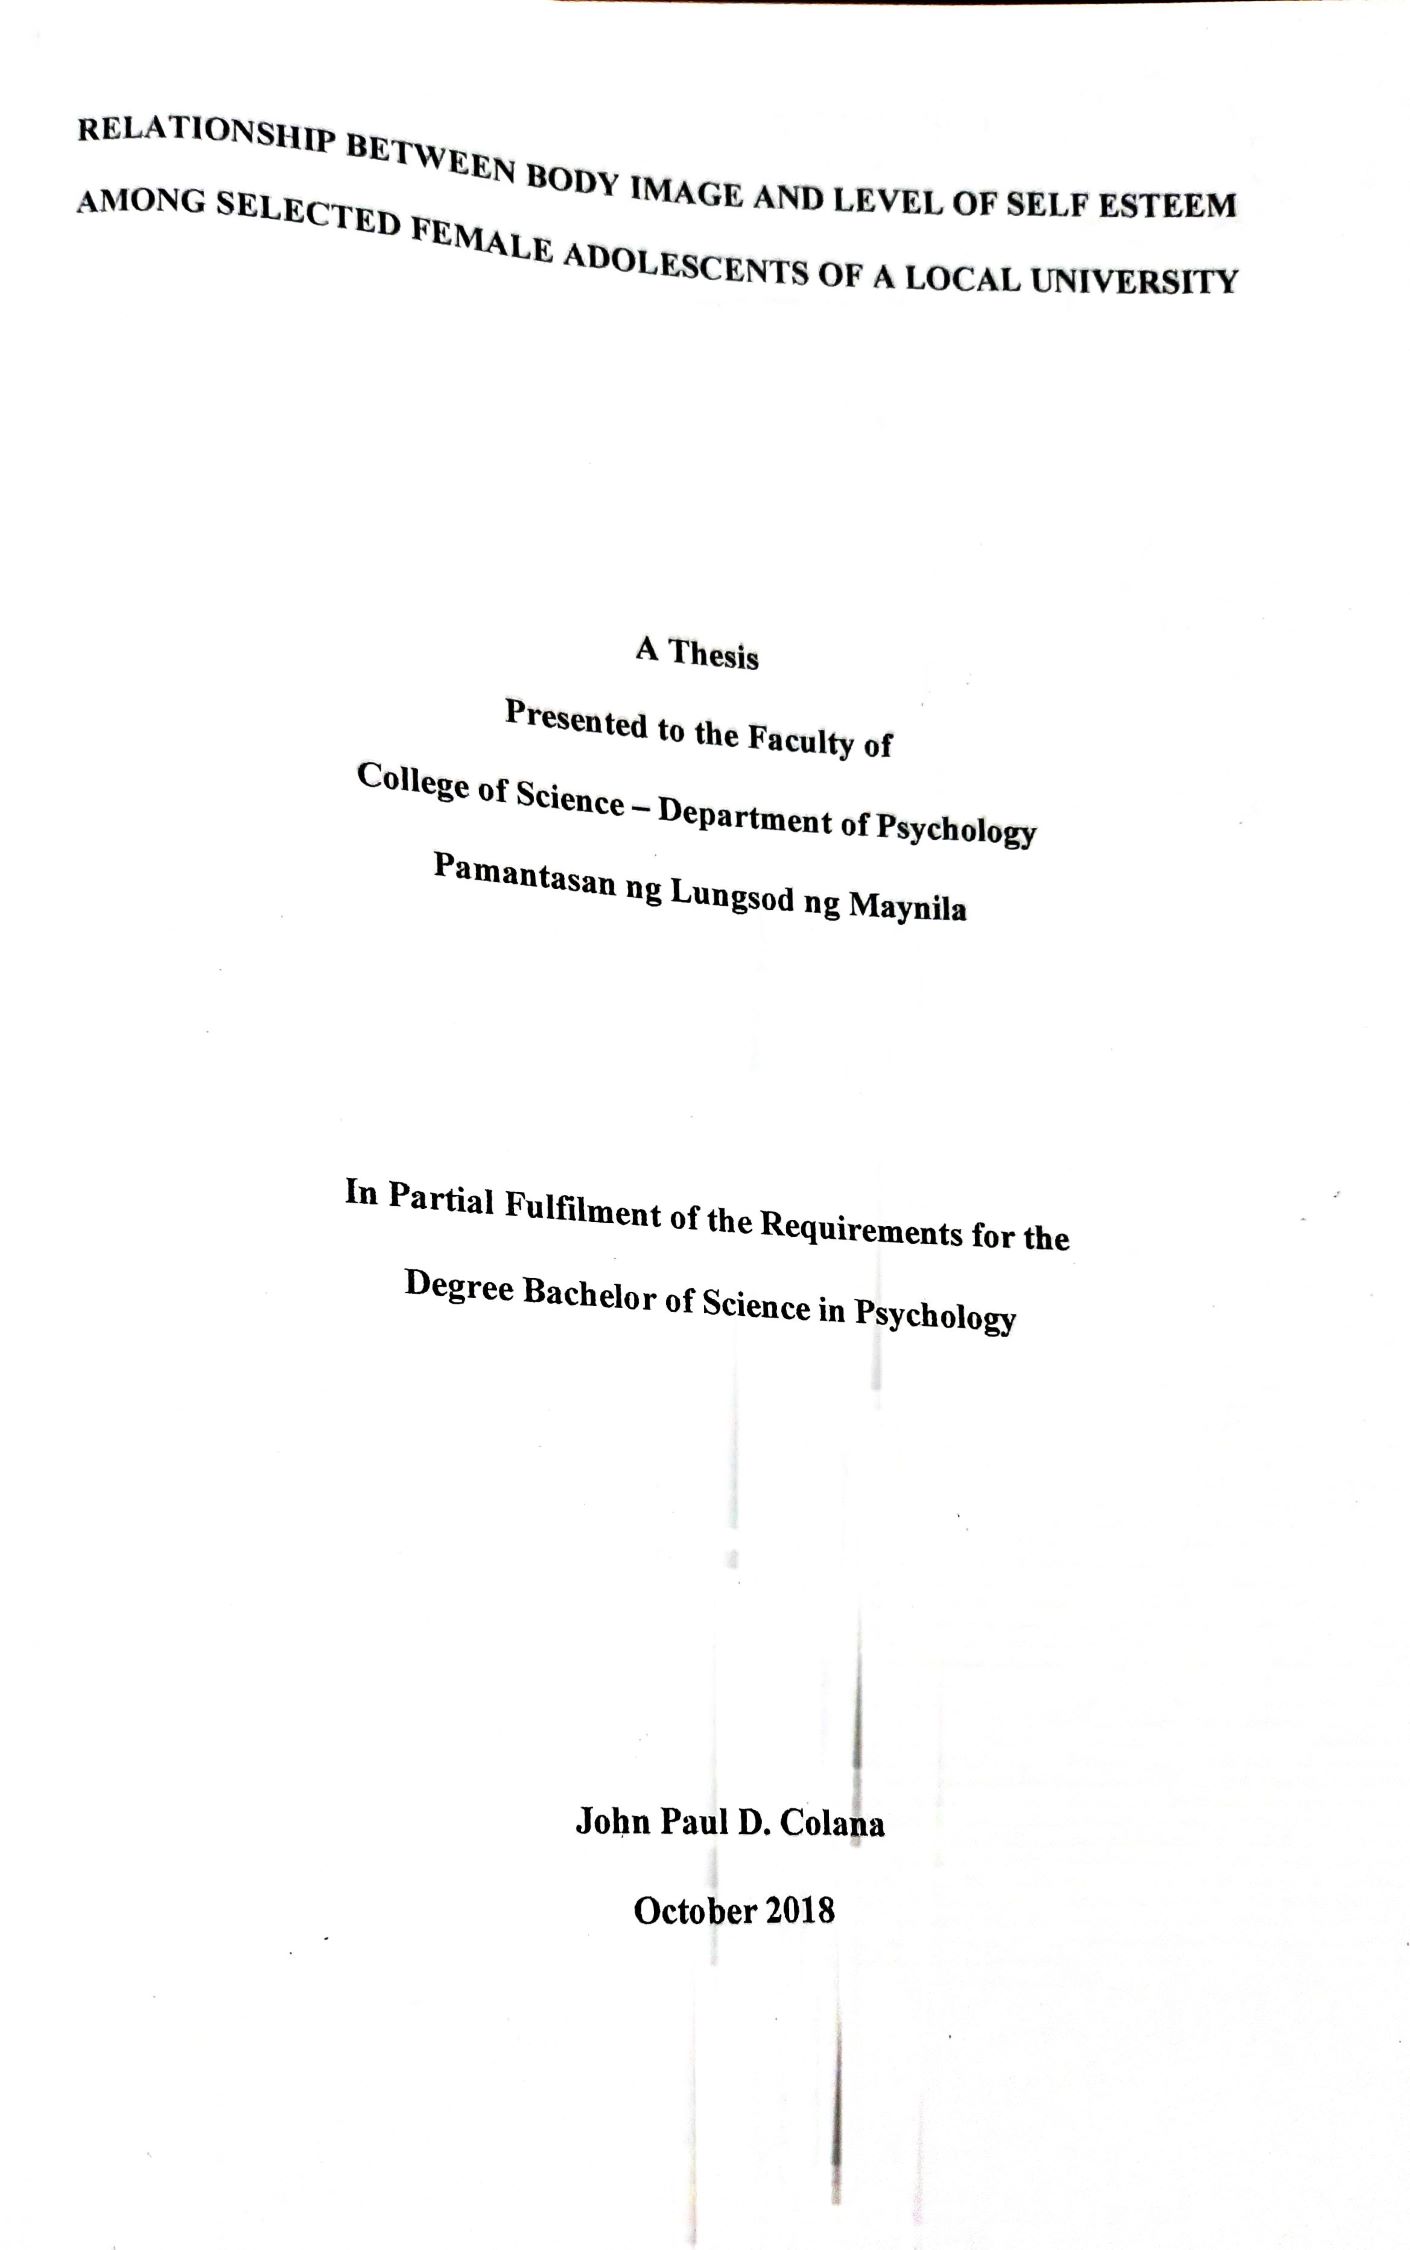 RELATIONSHIP BETWEEN BODY IMAGE AND LEVEL OF SELF ESTEEM
AMONG SELECTED FEMALE ADOLESCENTS OF A LOCAL UNIVERSITY
A Thesis
Presented to the Faculty of
College of Science – Department of Psychology
Pamantasan ng Lungsod ng Maynila
In Partial Fulfilment of the Requirements for the
Degree Bachelor of Science in Psychology
John Paul D. Colana
October 2018